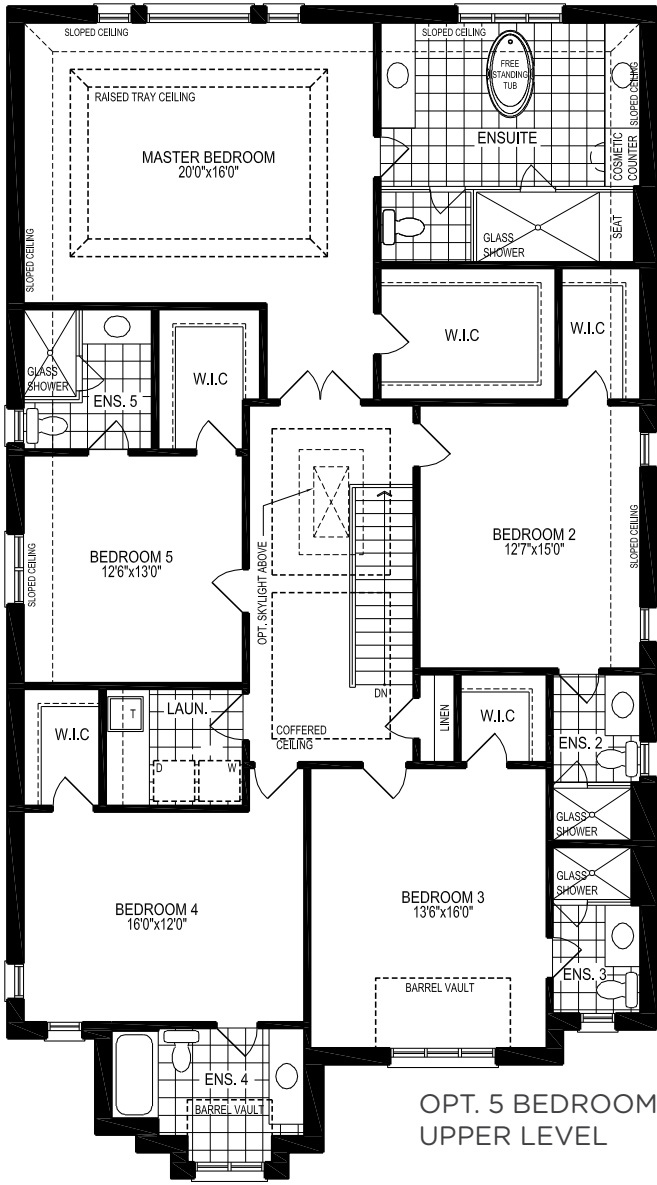 SLOPED CEILING
SLOPED CEILING
RAISED TRAY CEILING
FREE
STANDING
TUB
SLOPED CEILING
MASTER BEDROOM
20'0"x16'0"
ENSUITE
COSMETIC
COUNTER
SLOPED CEILING
GLASS
SHOWER
SEAT
W.I.C
W.I.C
GLASS
SHOWER
ENS. 5
W.I.C
BEDROOM 5
12'6"x13'0"
SLOPED CEILING
OPT. SKYLIGHT ABOVE
BEDROOM 2
12'7"x15'0"
SLOPED CEILING
DN
W.I.C
T
LAUN.
D
W
COFFERED
CEILING
LINEN
W.I.C
ENS. 2
GLASS
SHOWER
GLASS
SHOWER
BEDROOM 4
16'0"x12'0"
BEDROOM 3
13'6"x16'0"
ENS. 3
BARREL VAULT
ENS. 4
BARREL VAULT
OPT. 5 BEDROOM
UPPER LEVEL